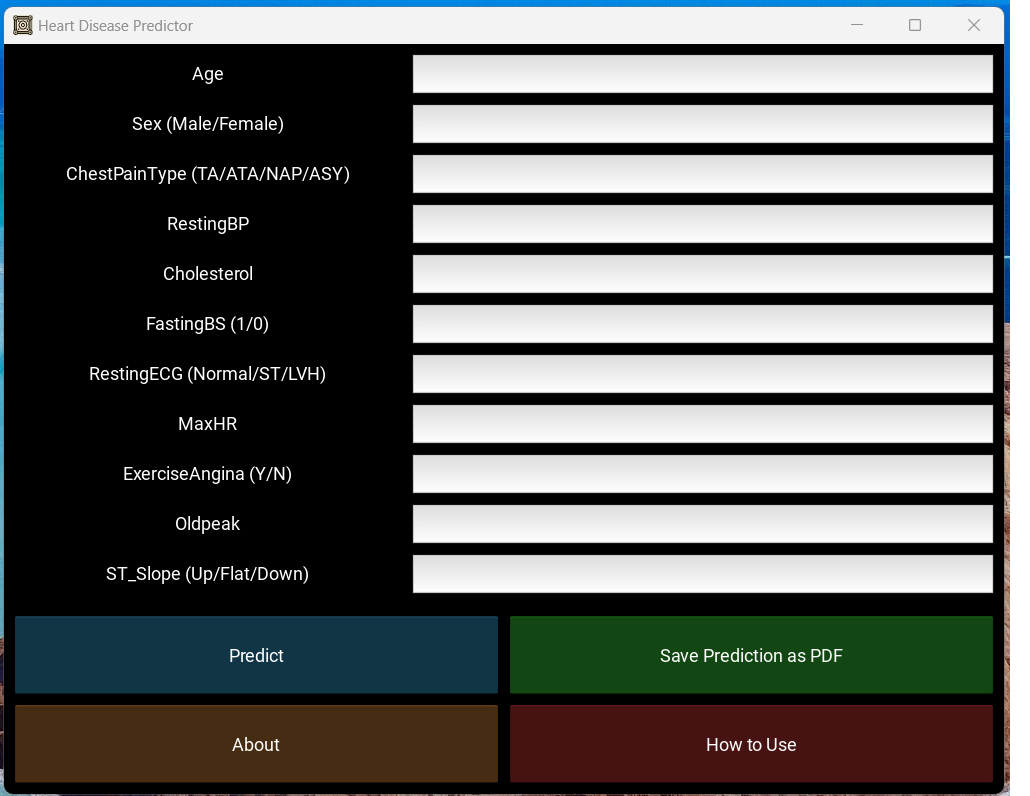 Heart Disease Predictor
Age
Sex (Male/Female)
ChestPainType (TA/ATA/NAP/ASY)
RestingBP
Cholesterol
FastingBS (1/0)
RestingECG (Normal/ST/LVH)
MaxHR
ExerciseAngina (Y/N)
Oldpeak
ST_Slope (Up/Flat/Down)
Predict
Save Prediction as PDF
About
How to Use